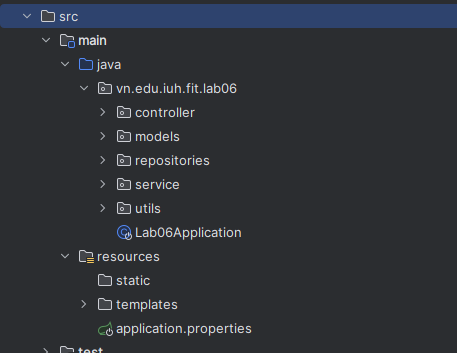 src
main
java
vn.edu.iuh.fit.lab06
controller
models
repositories
service
utils
Lab06Application
resources
static
templates
application.properties
test